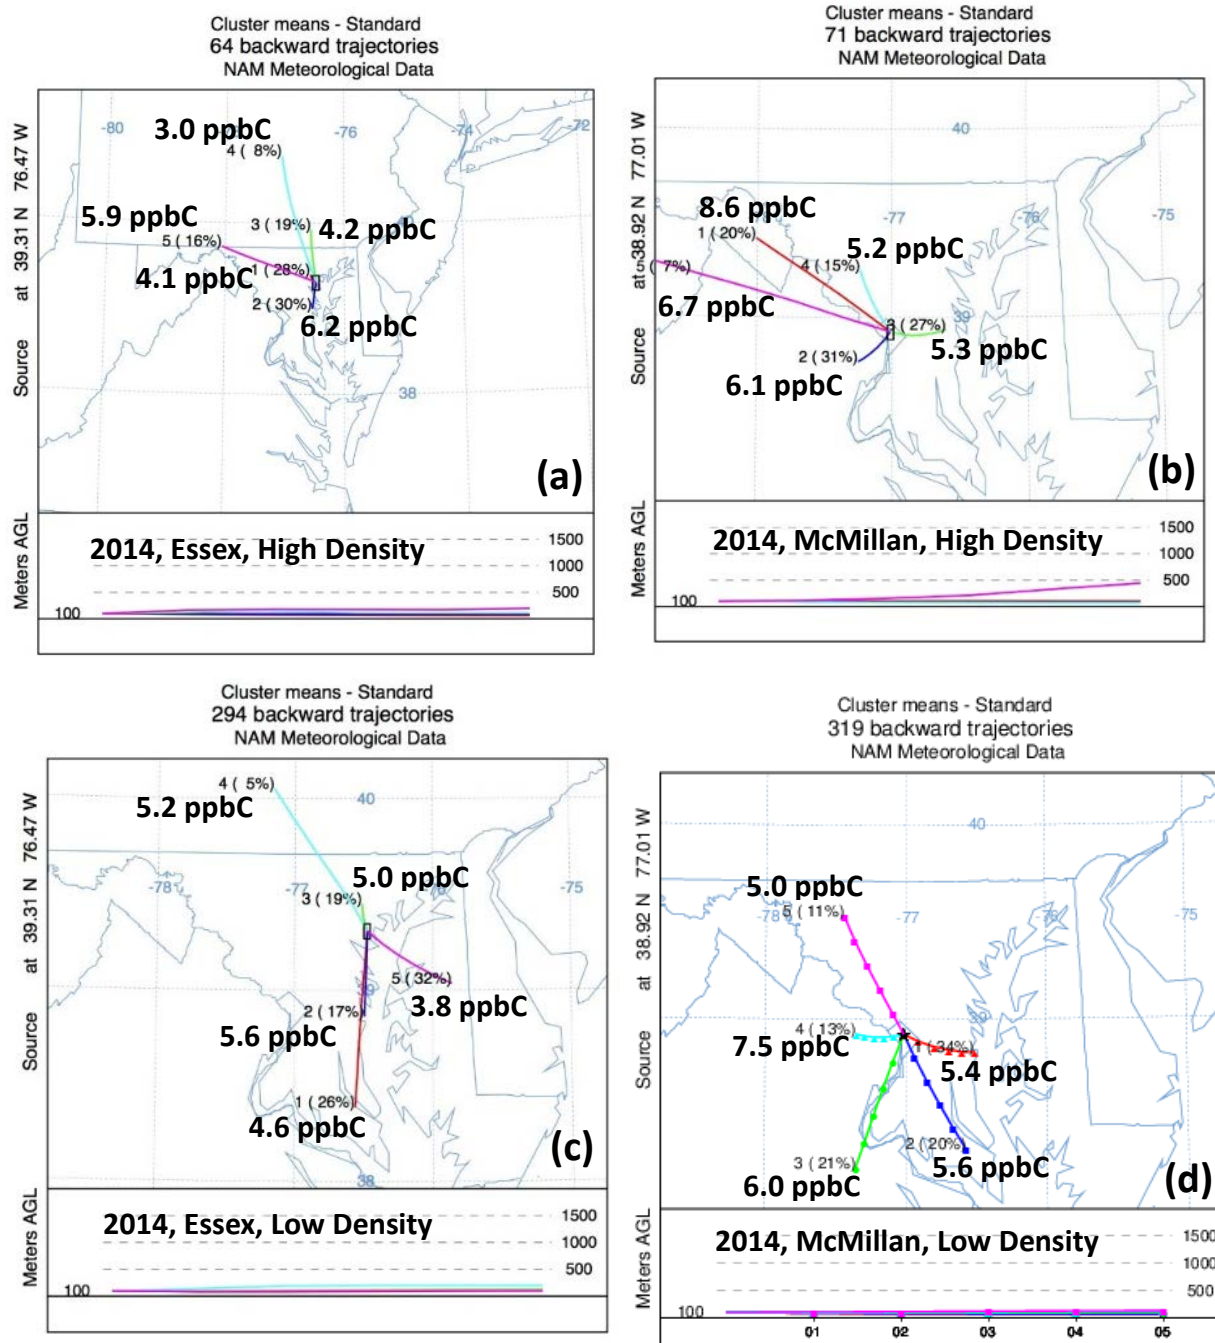 Cluster means - Standard
64 backward trajectories
NAM Meteorological Data
Source at 39.31 N 76.47 W
-80
-76
-74
-72
3.0 ppbC
4 ( 8%)
5.9 ppbC
5 (16%)
3 (19%)
4.2 ppbC
1 (28%)
4.1 ppbC
2 (30%)
6.2 ppbC
38
(a)
Meters AGL
2014, Essex, High Density
1500
1000
500
100
Cluster means - Standard
71 backward trajectories
NAM Meteorological Data
Source at 38.92 N 77.01 W
40
-77
-76
-75
8.6 ppbC
1 (20%)
5.2 ppbC
4 (15%)
7%)
6.7 ppbC
3 (27%)
39
5.3 ppbC
2 (31%)
6.1 ppbC
(b)
Meters AGL
2014, McMillan, High Density
1500
1000
500
100
Cluster means - Standard
294 backward trajectories
NAM Meteorological Data
Source at 39.31 N 76.47 W
4 ( 5%)
5.2 ppbC
40
-78
-77
-75
5.0 ppbC
3 (19%)
5 (32%)
3.8 ppbC
2 (17%)
5.6 ppbC
1 (26%)
4.6 ppbC
38
(c)
Meters AGL
2014, Essex, Low Density
1500
1000
500
100
Cluster means - Standard
319 backward trajectories
NAM Meteorological Data
Source at 38.92 N 77.01 W
40
5.0 ppbC
5 (11%)
-78
-77
-76
-75
39
4 (13%)
7.5 ppbC
1 (34%)
5.4 ppbC
2 (20%)
5.6 ppbC
3 (21%)
6.0 ppbC
(d)
Meters AGL
2014, McMillan, Low Density
1500
1000
500
100
01 02 03 04 05